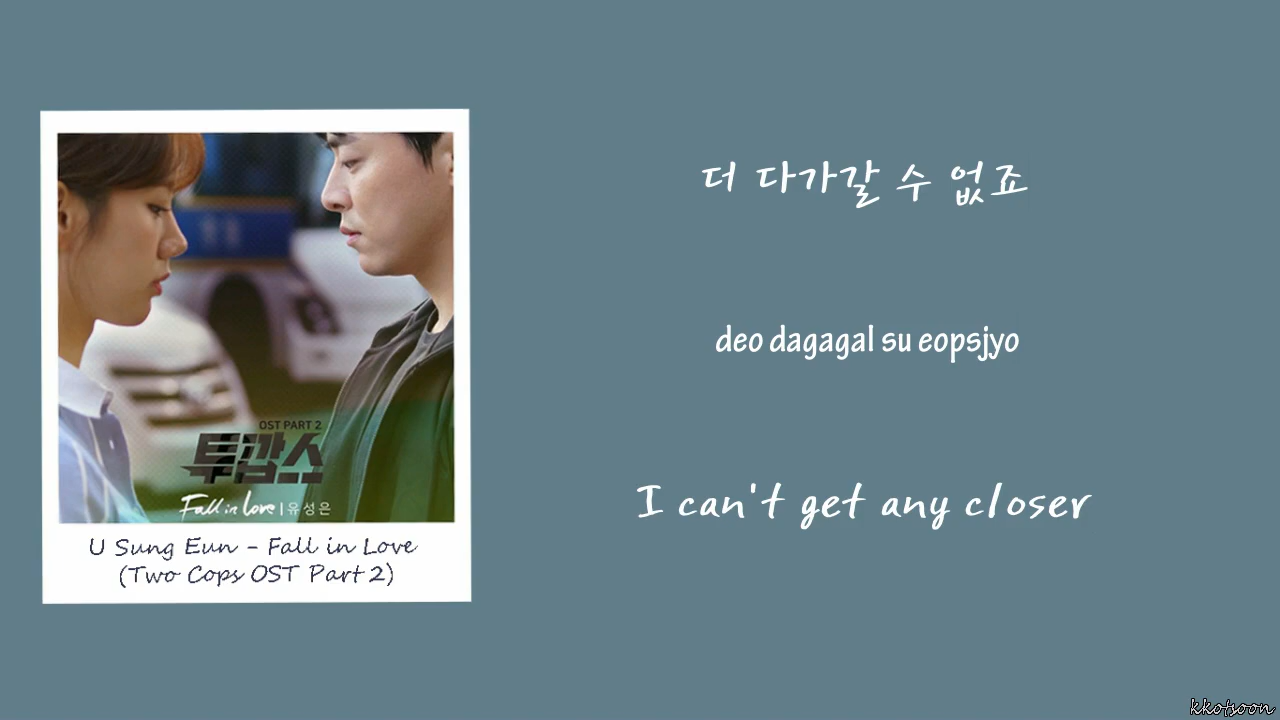 OST PART 2
투깝스
Fall in Love | 유성은
U Sung Eun - Fall in Love
(Two Cops OST Part 2)
더 다가갈 수 없죠
deo dagagal su eopsjyo
I can't get any closer
kkotsoon